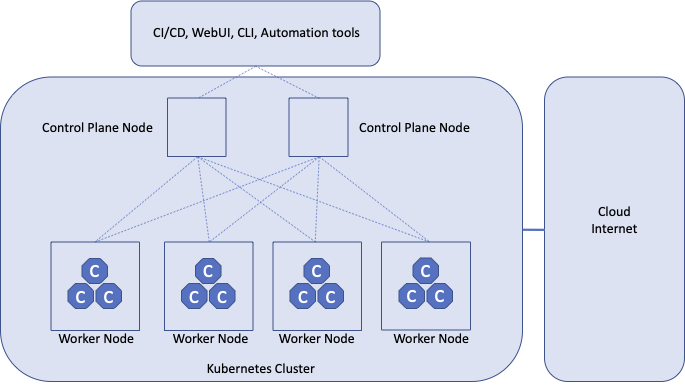 CI/CD, WebUI, CLI, Automation tools
Control Plane Node
Control Plane Node
Cloud
Internet
C
C
C
C
C C
C C
C C
C C
Worker Node
Worker Node
Worker Node
Worker Node
Kubernetes Cluster